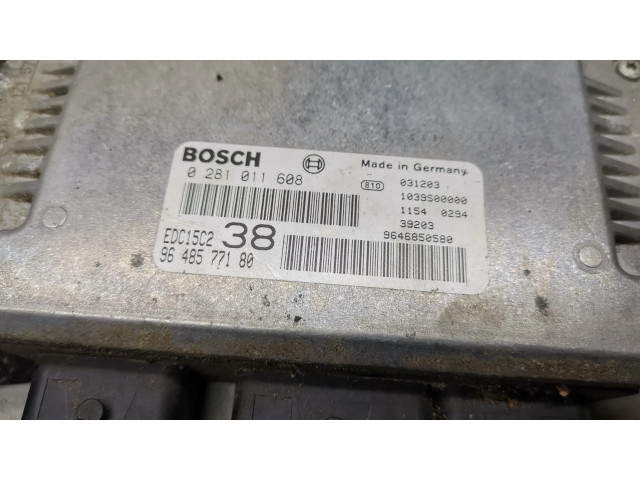 BOSCH
Made in Germany
0 281 011 608
810 031203
1039S00000
1154 0294
39203
EDC15C2 38
9646850580
96 485 771 80